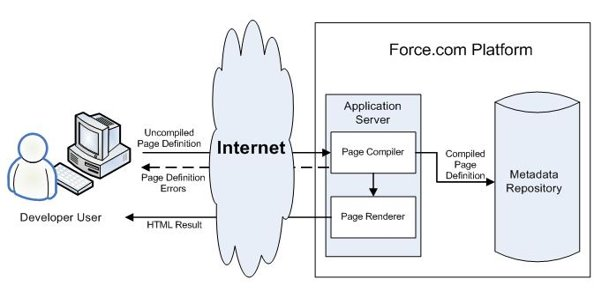 Force.com Platform
Application
Server
Uncompiled
Page Definition
Internet
Page Compiler
Compiled
Page
Definition
Metadata
Repository
Page Definition
Errors
Developer User
HTML Result
Page Renderer